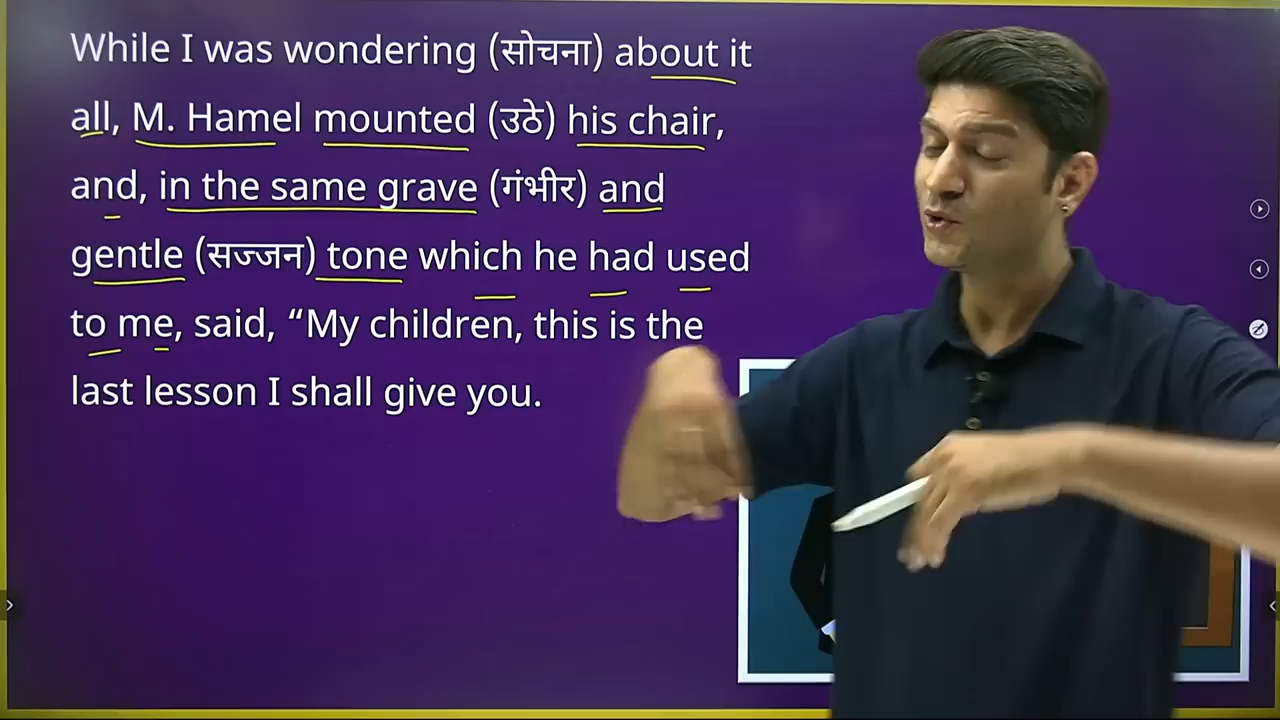 While I was wondering (सोचना) about it
all, M. Hamel mounted (उठे) his chair,
and, in the same grave (गंभीर) and
gentle (सज्जन) tone which he had used
to me, said, “My children, this is the
last lesson I shall give you.